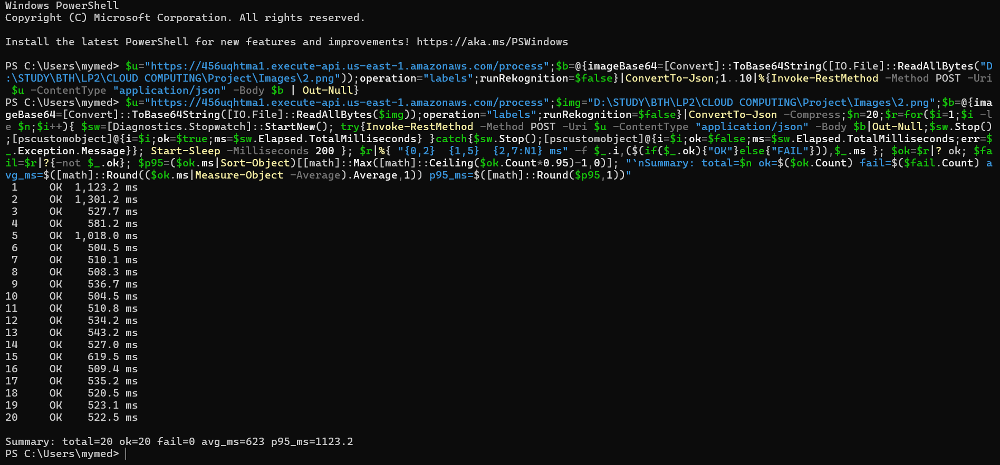 Windows PowerShell
Copyright (C) Microsoft Corporation. All rights reserved.
Install the latest PowerShell for new features and improvements! https://aka.ms/PSWindows
PS C:\Users\mymed> $u="https://456uqhtma1.execute-api.us-east-1.amazonaws.com/process";$b=@{imageBase64=[Convert]::ToBase64String([IO.File]::ReadAllBytes("D
:\STUDY\BTH\LP2\CLOUD COMPUTING\Project\Images\2.png"));operation="labels";runRekognition=$false}|ConvertTo-Json;1..10|%{Invoke-RestMethod -Method POST -Uri
 $u -ContentType "application/json" -Body $b | Out-Null}
PS C:\Users\mymed> $u="https://456uqhtma1.execute-api.us-east-1.amazonaws.com/process";$img="D:\STUDY\BTH\LP2\CLOUD COMPUTING\Project\Images\2.png";$b=@{ima
geBase64=[Convert]::ToBase64String([IO.File]::ReadAllBytes($img));operation="labels";runRekognition=$false}|ConvertTo-Json -Compress;$n=20;$r=for($i=1;$i -l
e $n;$i++){ $sw=[Diagnostics.Stopwatch]::StartNew(); try{Invoke-RestMethod -Method POST -Uri $u -ContentType "application/json" -Body $b|Out-Null;$sw.Stop()
;[pscustomobject]@{i=$i;ok=$true;ms=$sw.Elapsed.TotalMilliseconds} }catch{$sw.Stop();[pscustomobject]@{i=$i;ok=$false;ms=$sw.Elapsed.TotalMilliseconds;err=$
_.Exception.Message}}; Start-Sleep -Milliseconds 200 }; $r|%{ "{0,2}  {1,5}  {2,7:N1} ms" -f $_.i,($(if($_.ok){"OK"}else{"FAIL"})),$_.ms }; $ok=$r|? ok; $fa
il=$r|?{-not $_.ok}; $p95=($ok.ms|Sort-Object)[[math]::Max([math]::Ceiling($ok.Count*0.95)-1,0)]; "`nSummary: total=$n ok=$($ok.Count) fail=$($fail.Count) a
vg_ms=$([math]::Round(($ok.ms|Measure-Object -Average).Average,1)) p95_ms=$([math]::Round($p95,1))"
 1     OK  1,123.2 ms
 2     OK  1,301.2 ms
 3     OK    527.7 ms
 4     OK    581.2 ms
 5     OK  1,018.0 ms
 6     OK    504.5 ms
 7     OK    510.1 ms
 8     OK    508.3 ms
 9     OK    536.7 ms
10     OK    504.5 ms
11     OK    510.8 ms
12     OK    534.2 ms
13     OK    543.2 ms
14     OK    527.0 ms
15     OK    619.5 ms
16     OK    509.4 ms
17     OK    535.2 ms
18     OK    520.5 ms
19     OK    523.1 ms
20     OK    522.5 ms
Summary: total=20 ok=20 fail=0 avg_ms=623 p95_ms=1123.2
PS C:\Users\mymed>